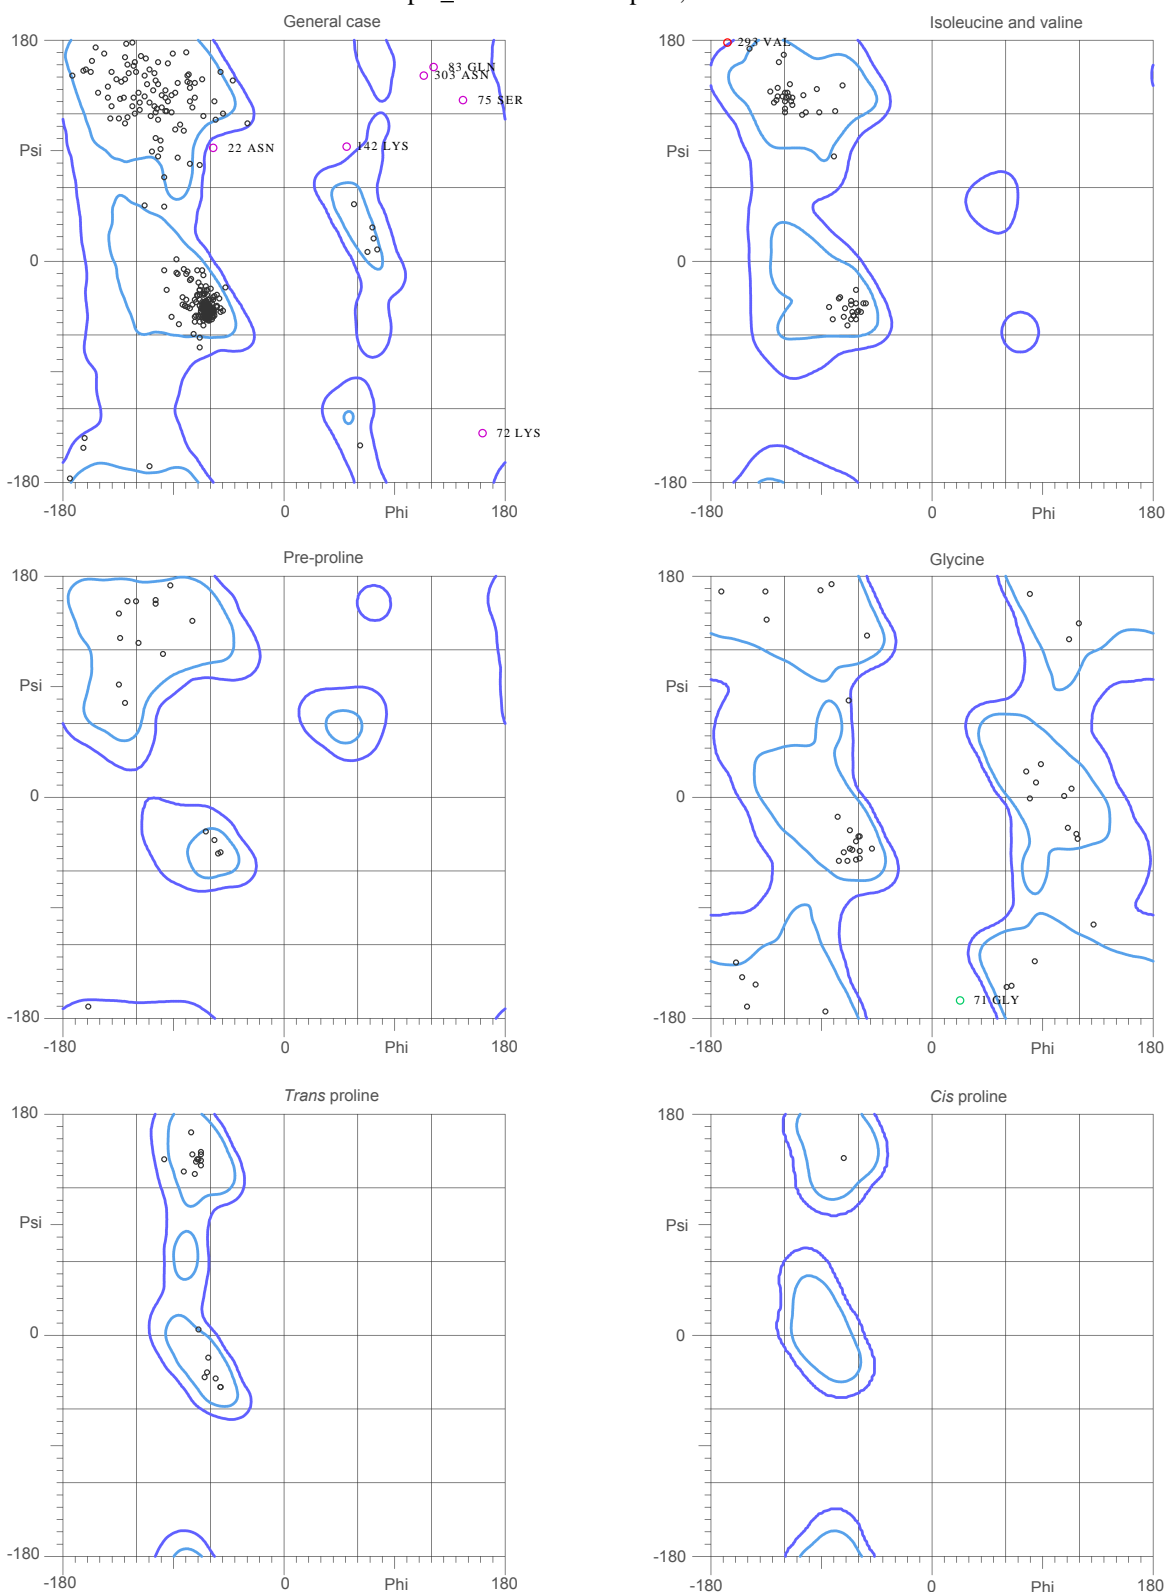 General case
Isoleucine and valine
180
Psi
0
-180
-180
0
Phi
180
83 GLN
303 ASN
75 SER
22 ASN
142 LYS
72 LYS
180
Psi
0
-180
-180
0
Phi
180
293 VAL
Pre-proline
Glycine
180
Psi
0
-180
-180
0
Phi
180
180
Psi
0
-180
-180
0
Phi
180
71 GLY
Trans proline
Cis proline
180
Psi
0
-180
-180
0
Phi
180
180
Psi
0
-180
-180
0
Phi
180